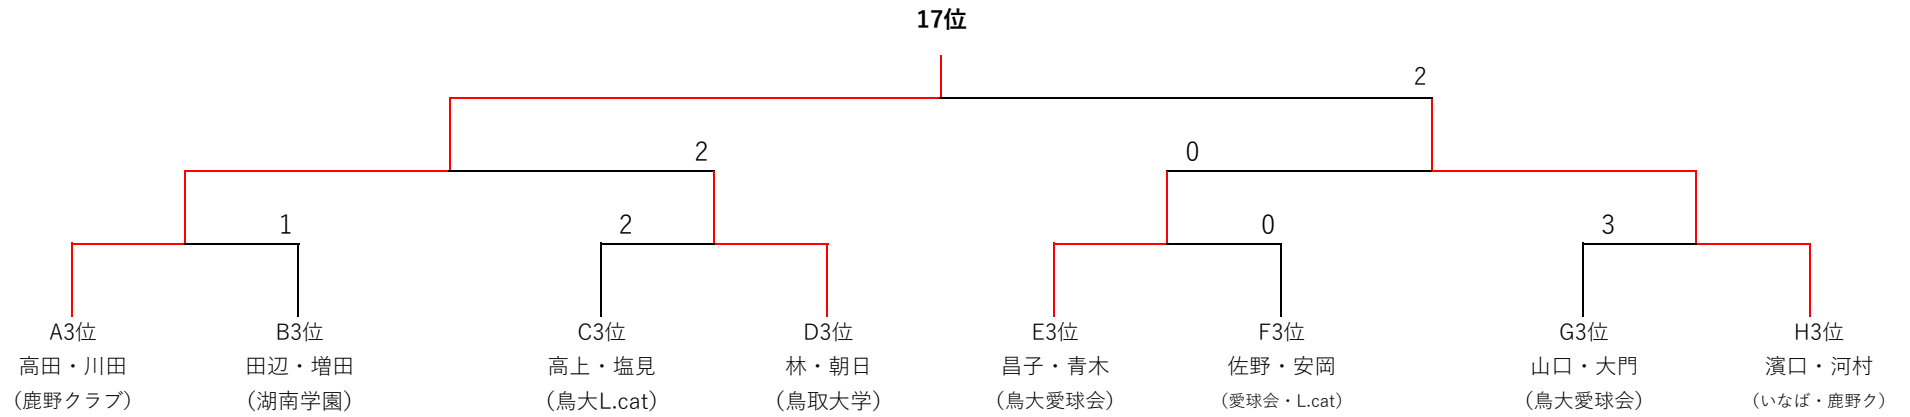 17位
2
2
0
1
2
0
3
A3位
B3位
C3位
D3位
E3位
F3位
G3位
H3位
高田・川田
田辺・増田
高上・塩見
林・朝日
昌子・青木
佐野・安岡
山口・大門
濱口・河村
（鹿野クラブ）
（湖南学園）
（鳥大L.cat）
（鳥取大学）
（鳥大愛球会）
（愛球会・L.cat）
（鳥大愛球会）
（いなば・鹿野ク）